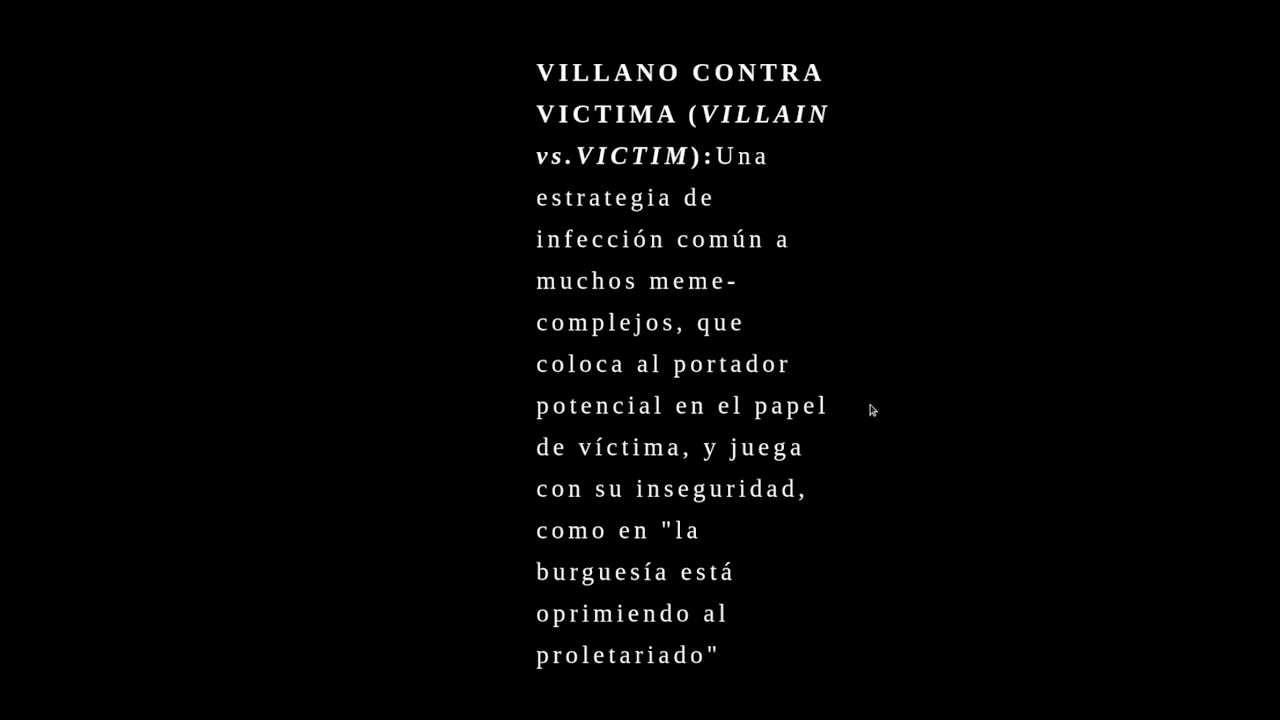 VILLANO CONTRA
VICTIMA (VILLAIN
vs.VICTIM):Una
estrategia de
infección común a
muchos meme-
complejos, que
coloca al portador
potencial en el papel
de víctima, y juega
con su inseguridad,
como en "la
burguesía está
oprimiendo al
proletariado"